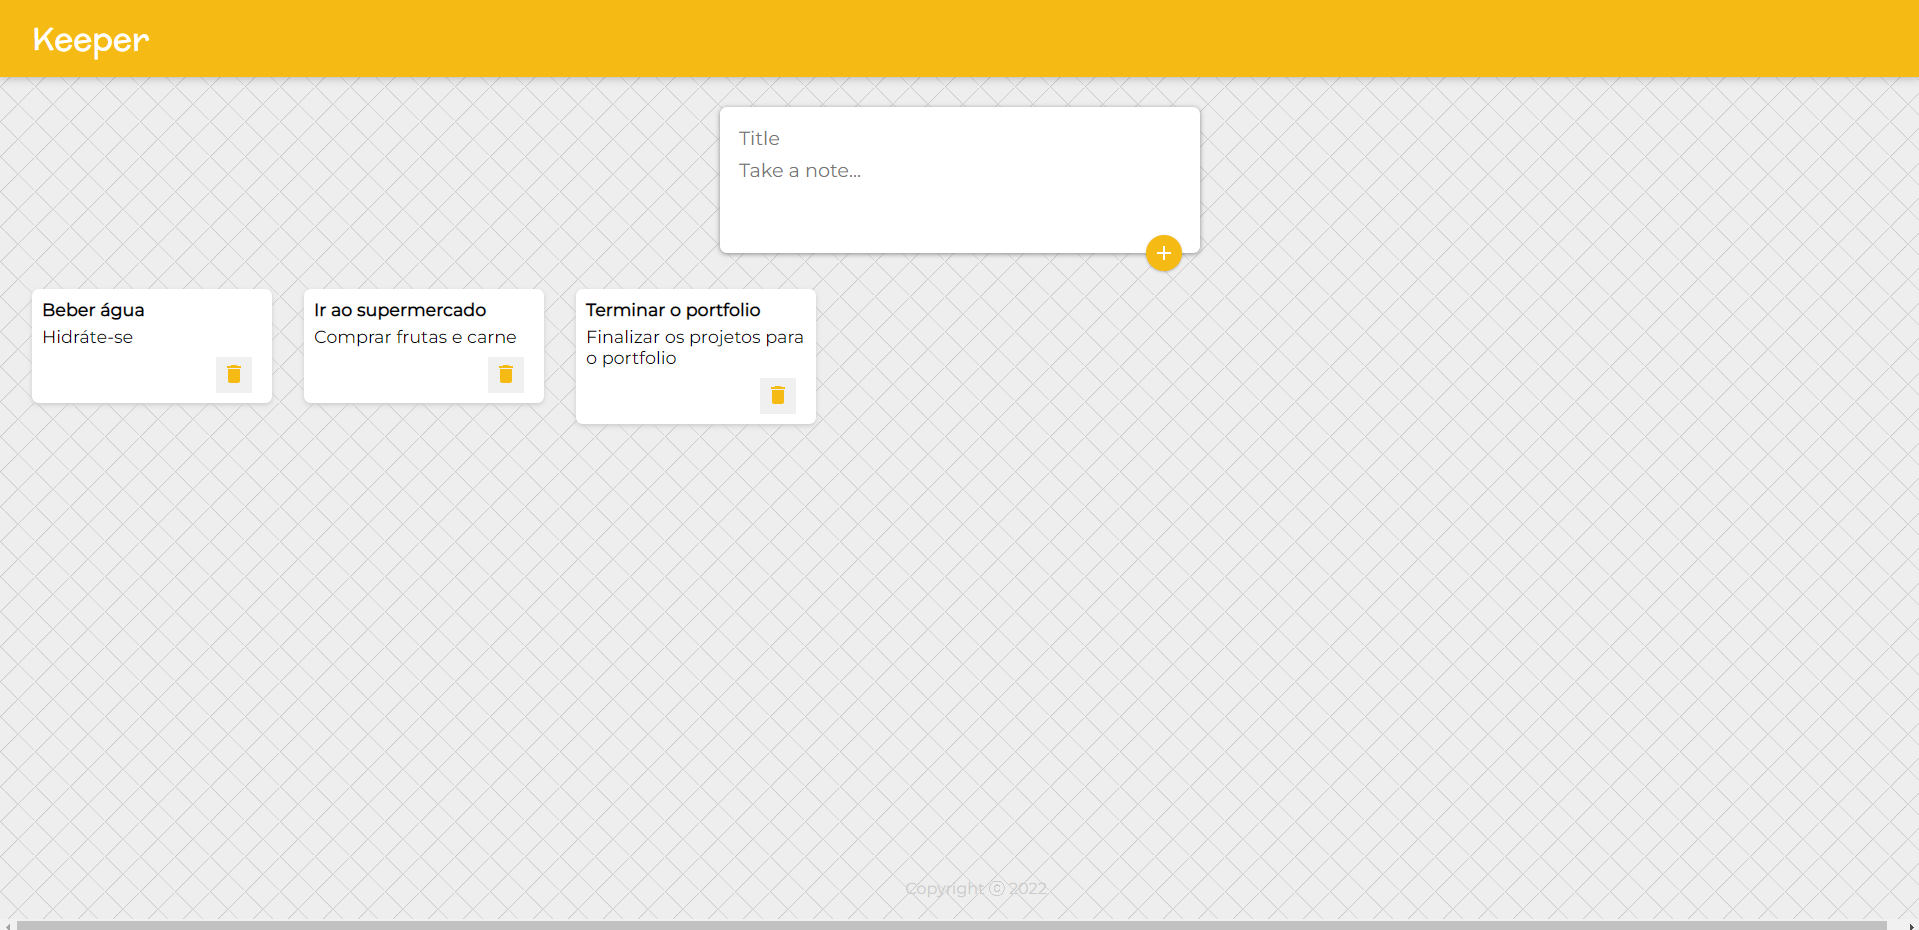 Keeper
Title
Take a note...
Beber água
Hidráte-se
Ir ao supermercado
Comprar frutas e carne
Terminar o portfolio
Finalizar os projetos para
o portfolio
Copyright ⓒ 2022